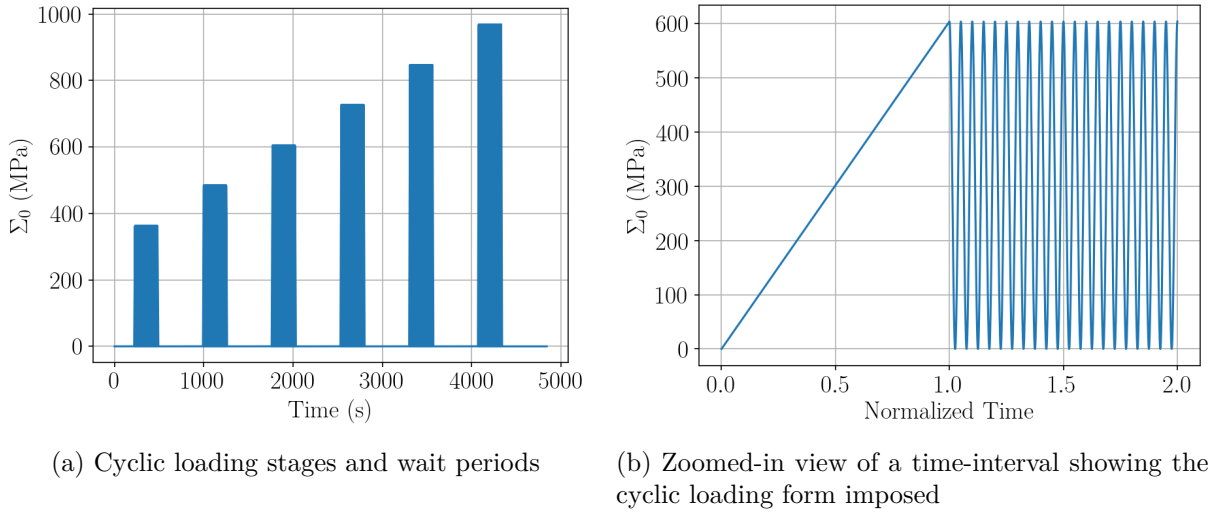 1000
800
600
400
200
0
Σ₀ (MPa)
0 1000 2000 3000 4000 5000
Time (s)
600
500
400
300
200
100
0
Σ₀ (MPa)
0.0 0.5 1.0 1.5 2.0
Normalized Time
(a) Cyclic loading stages and wait periods
(b) Zoomed-in view of a time-interval showing the
cyclic loading form imposed